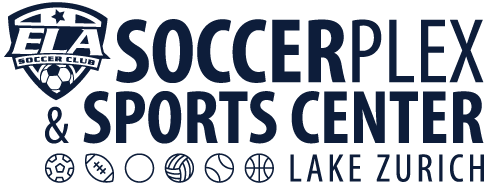 ELA
SOCCER CLUB
SOCCERPLEX
& SPORTS CENTER
LAKE ZURICH